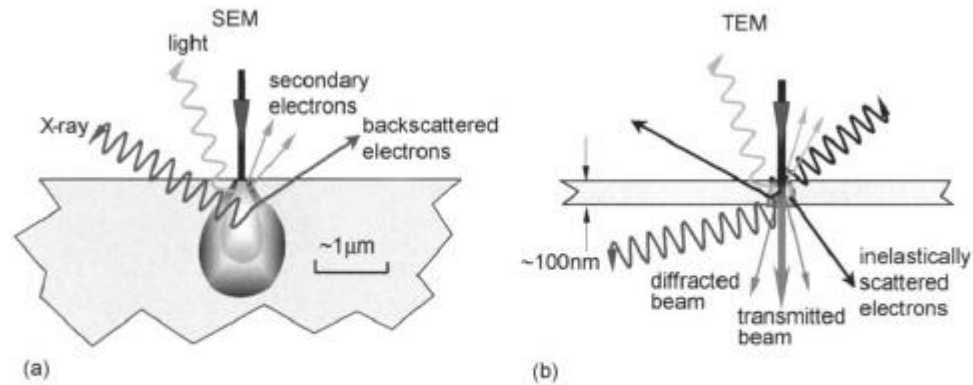 SEM
light
secondary
electrons
X-ray
backscattered
electrons
~1μm
(a)
TEM
~100nm
diffracted
beam
transmitted
beam
inelastically
scattered
electrons
(b)